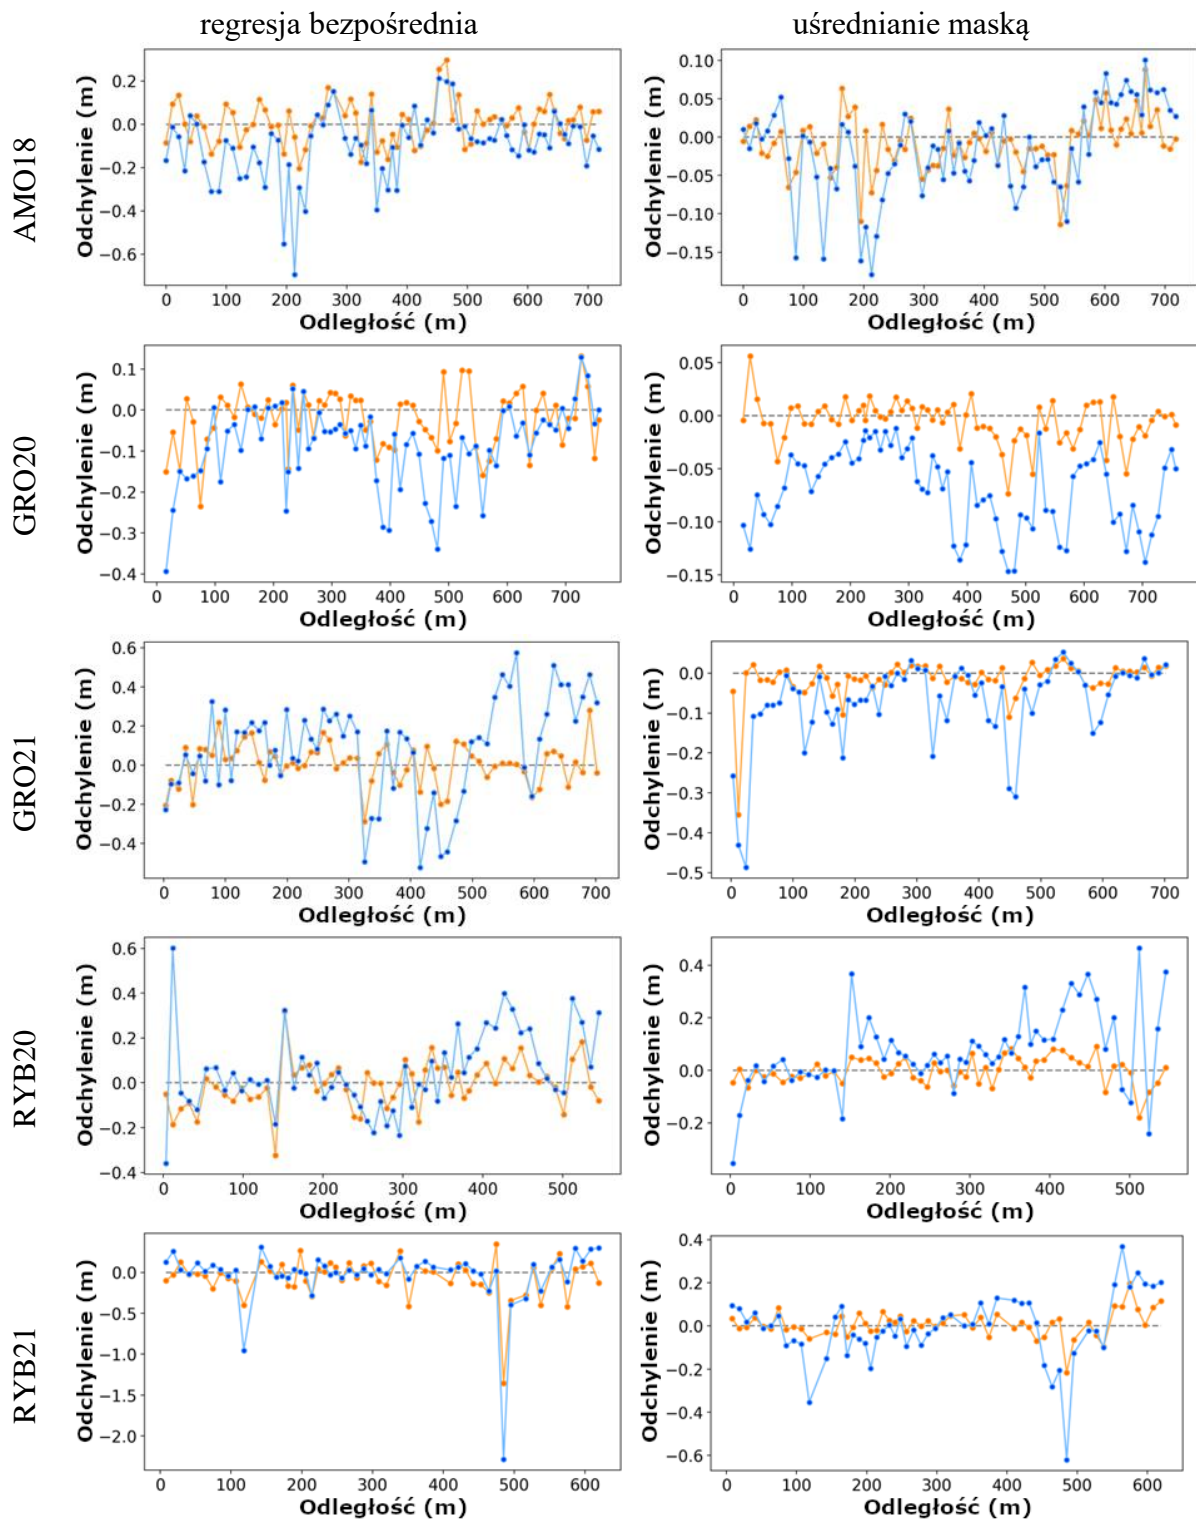 regresja bezpośrednia uśrednianie maską
AMO18
Odchylenie (m)
0.2
0.0
−0.2
−0.4
−0.6
0 100 200 300 400 500 600 700
Odległość (m)
Odchylenie (m)
0.10
0.05
0.00
−0.05
−0.10
−0.15
0 100 200 300 400 500 600 700
Odległość (m)
GRO20
Odchylenie (m)
0.1
0.0
−0.1
−0.2
−0.3
−0.4
0 100 200 300 400 500 600 700
Odległość (m)
Odchylenie (m)
0.05
0.00
−0.05
−0.10
−0.15
0 100 200 300 400 500 600 700
Odległość (m)
GRO21
Odchylenie (m)
0.6
0.4
0.2
0.0
−0.2
−0.4
0 100 200 300 400 500 600 700
Odległość (m)
Odchylenie (m)
0.0
−0.1
−0.2
−0.3
−0.4
−0.5
0 100 200 300 400 500 600 700
Odległość (m)
RYB20
Odchylenie (m)
0.6
0.4
0.2
0.0
−0.2
−0.4
0 100 200 300 400 500
Odległość (m)
Odchylenie (m)
0.4
0.2
0.0
−0.2
0 100 200 300 400 500
Odległość (m)
RYB21
Odchylenie (m)
0.0
−0.5
−1.0
−1.5
−2.0
0 100 200 300 400 500 600
Odległość (m)
Odchylenie (m)
0.4
0.2
0.0
−0.2
−0.4
−0.6
0 100 200 300 400 500 600
Odległość (m)